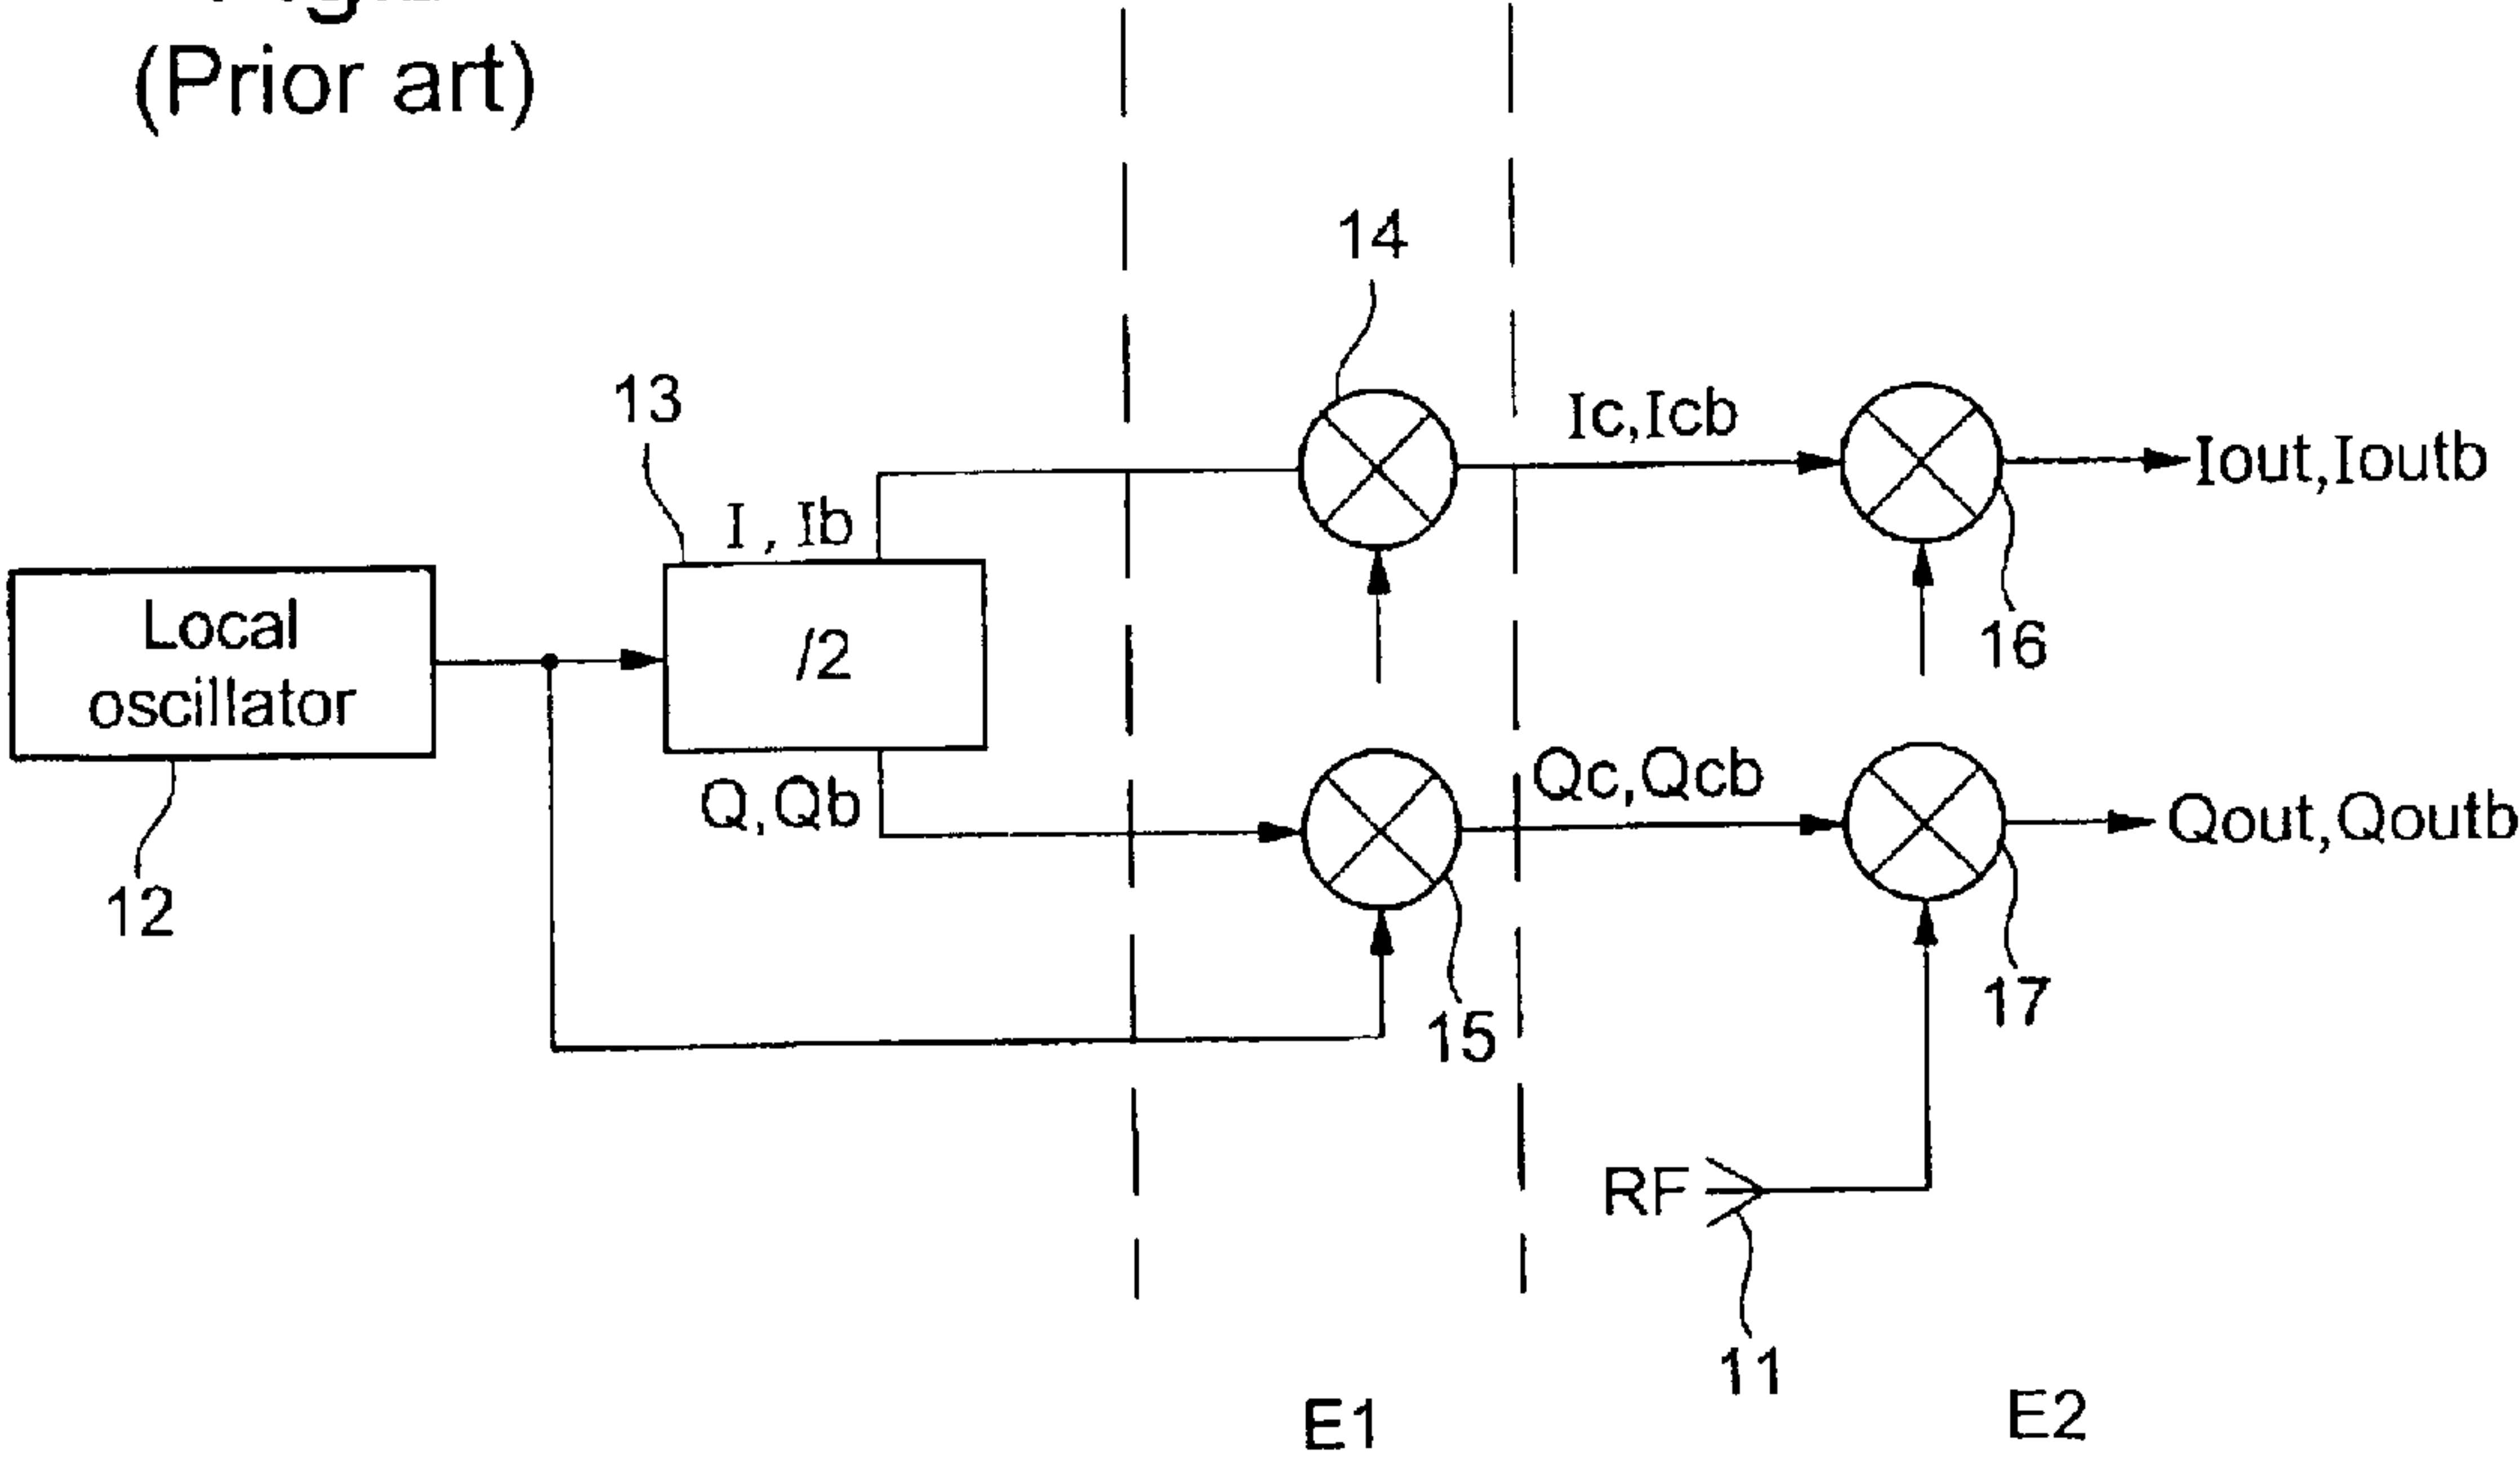 (Prior art)
14
13
Ic,Icb
Iout,Ioutb
I , Ib
Local
oscillator
/2
16
Q,Qb
Qc,Qcb
Qout,Qoutb
12
15
17
RF
11
E1
E2